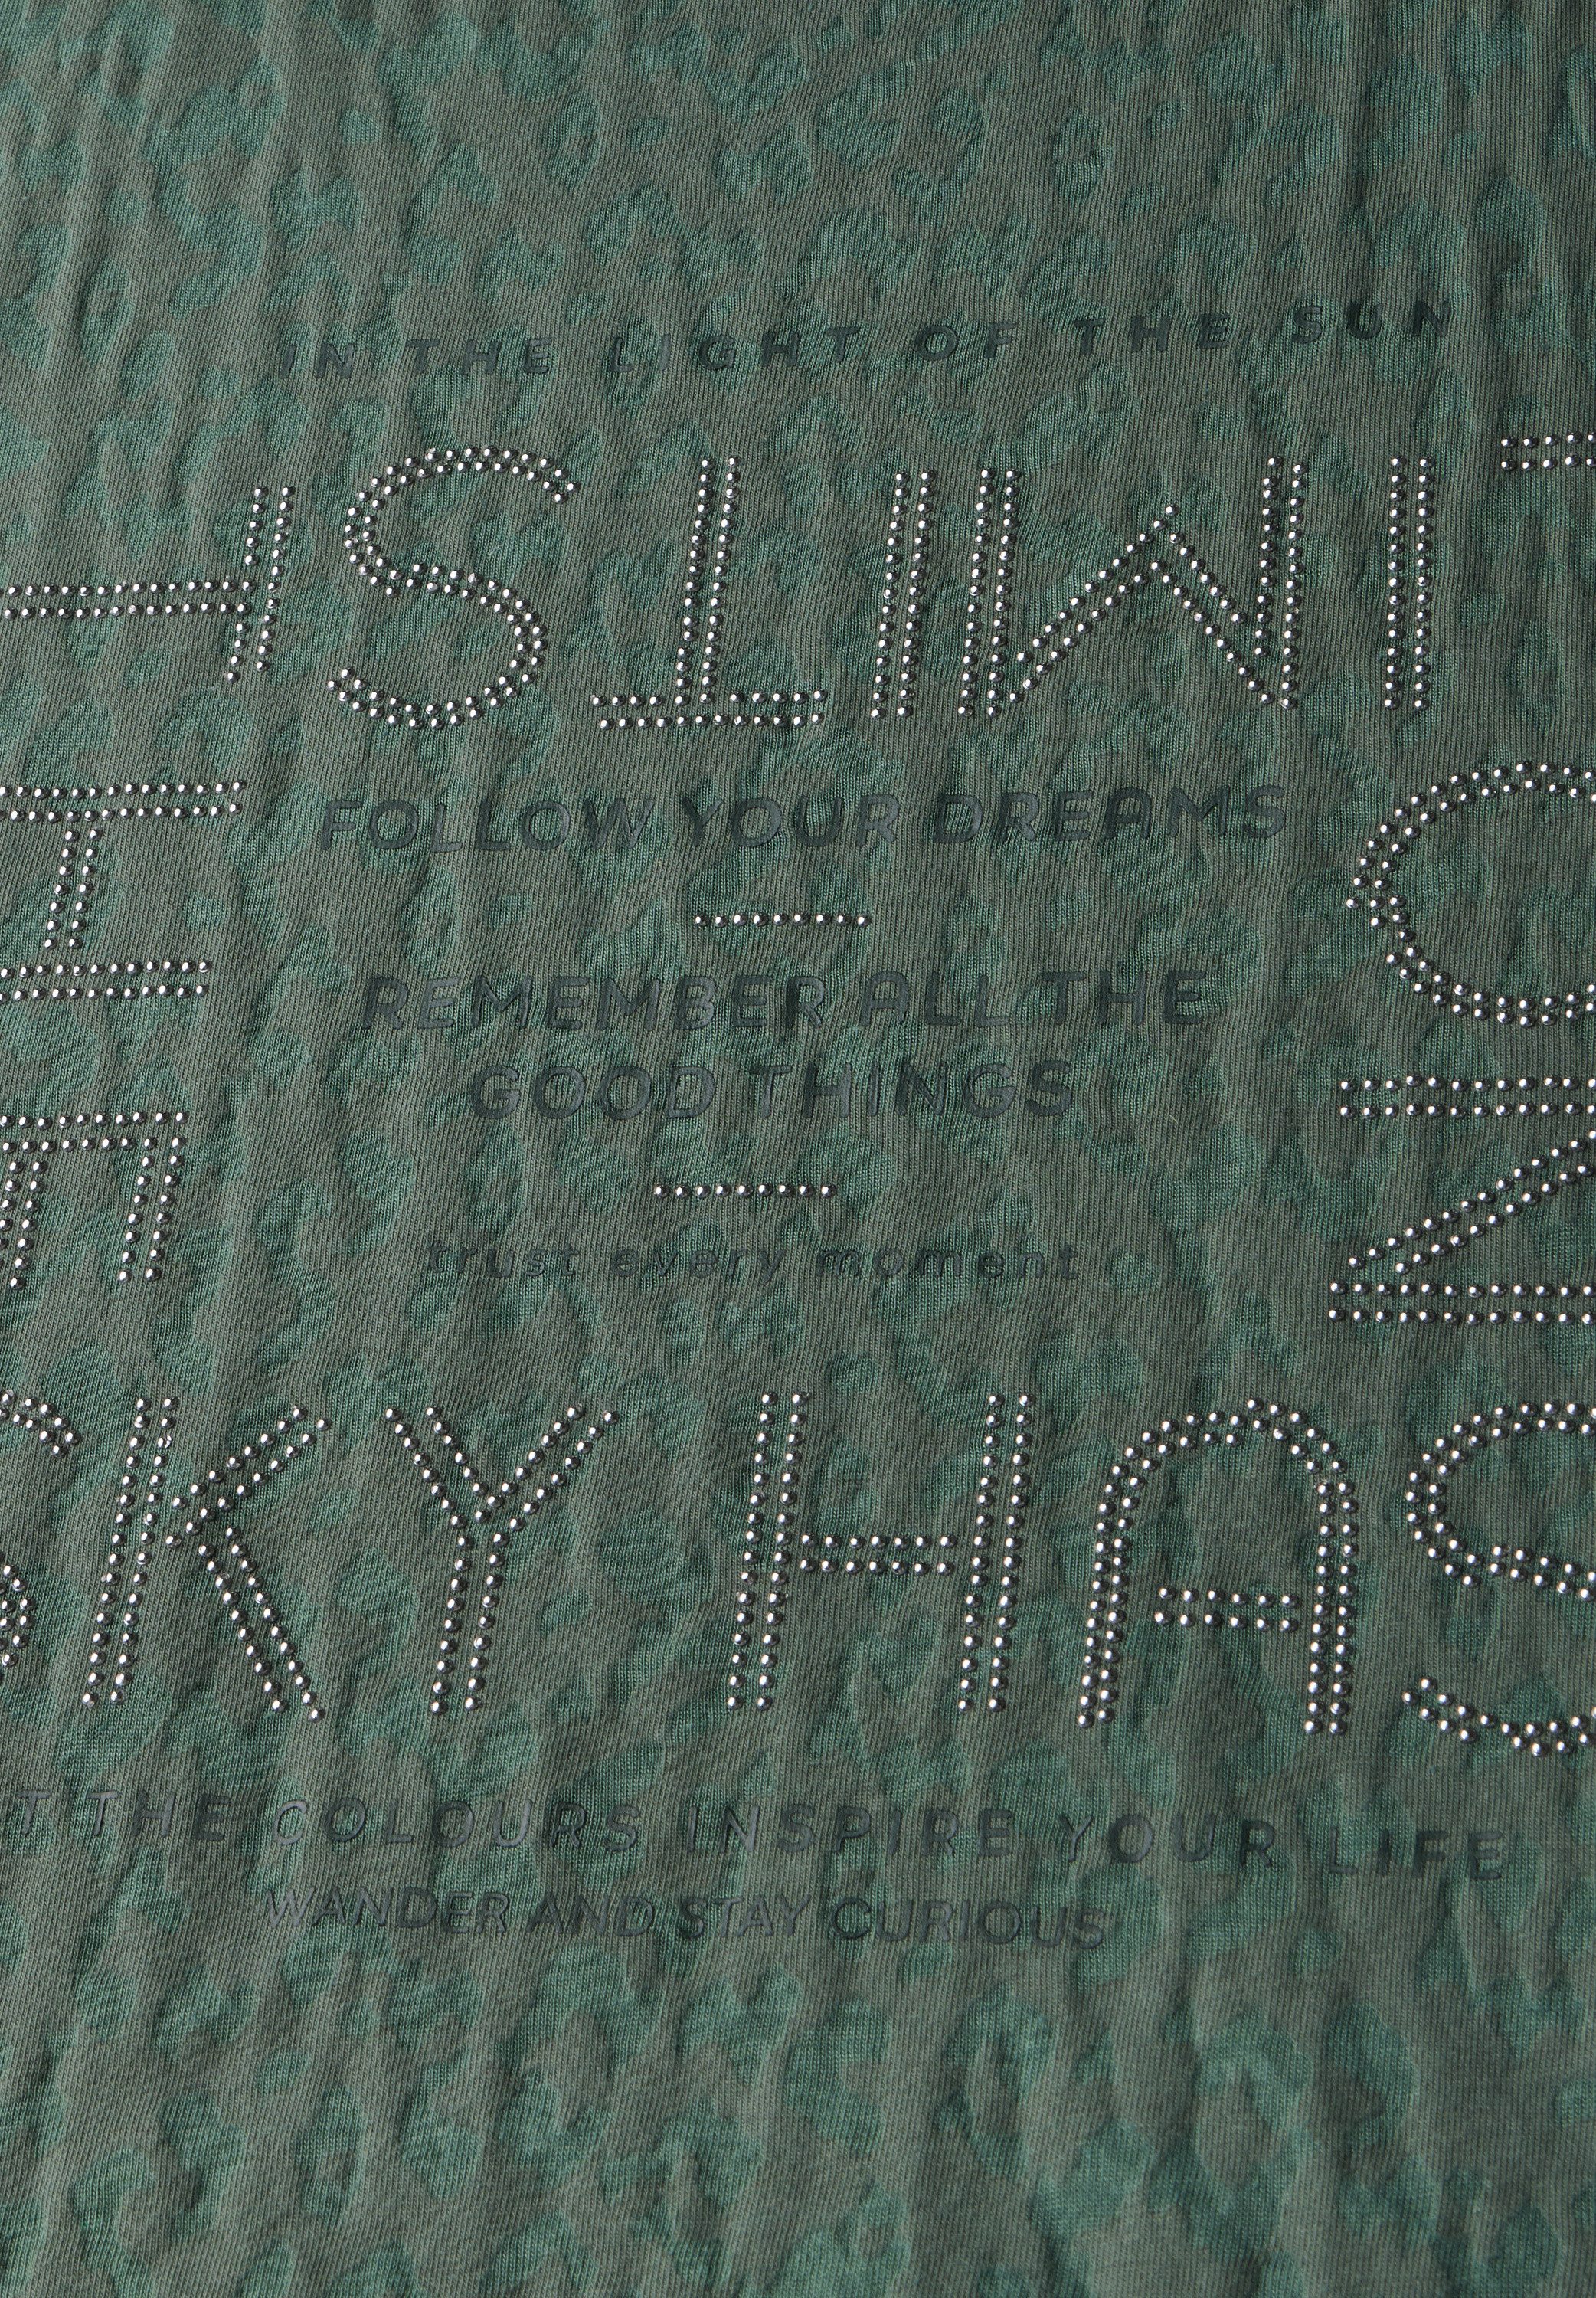 IN THE LIGHT OF THE SUN
LIMITS
FOLLOW YOUR DREAMS
REMEMBER ALL THE
GOOD THINGS
trust every moment
THE
SKY HAS
NO
T THE COLOURS INSPIRE YOUR LIFE
WANDER AND STAY CURIOUS